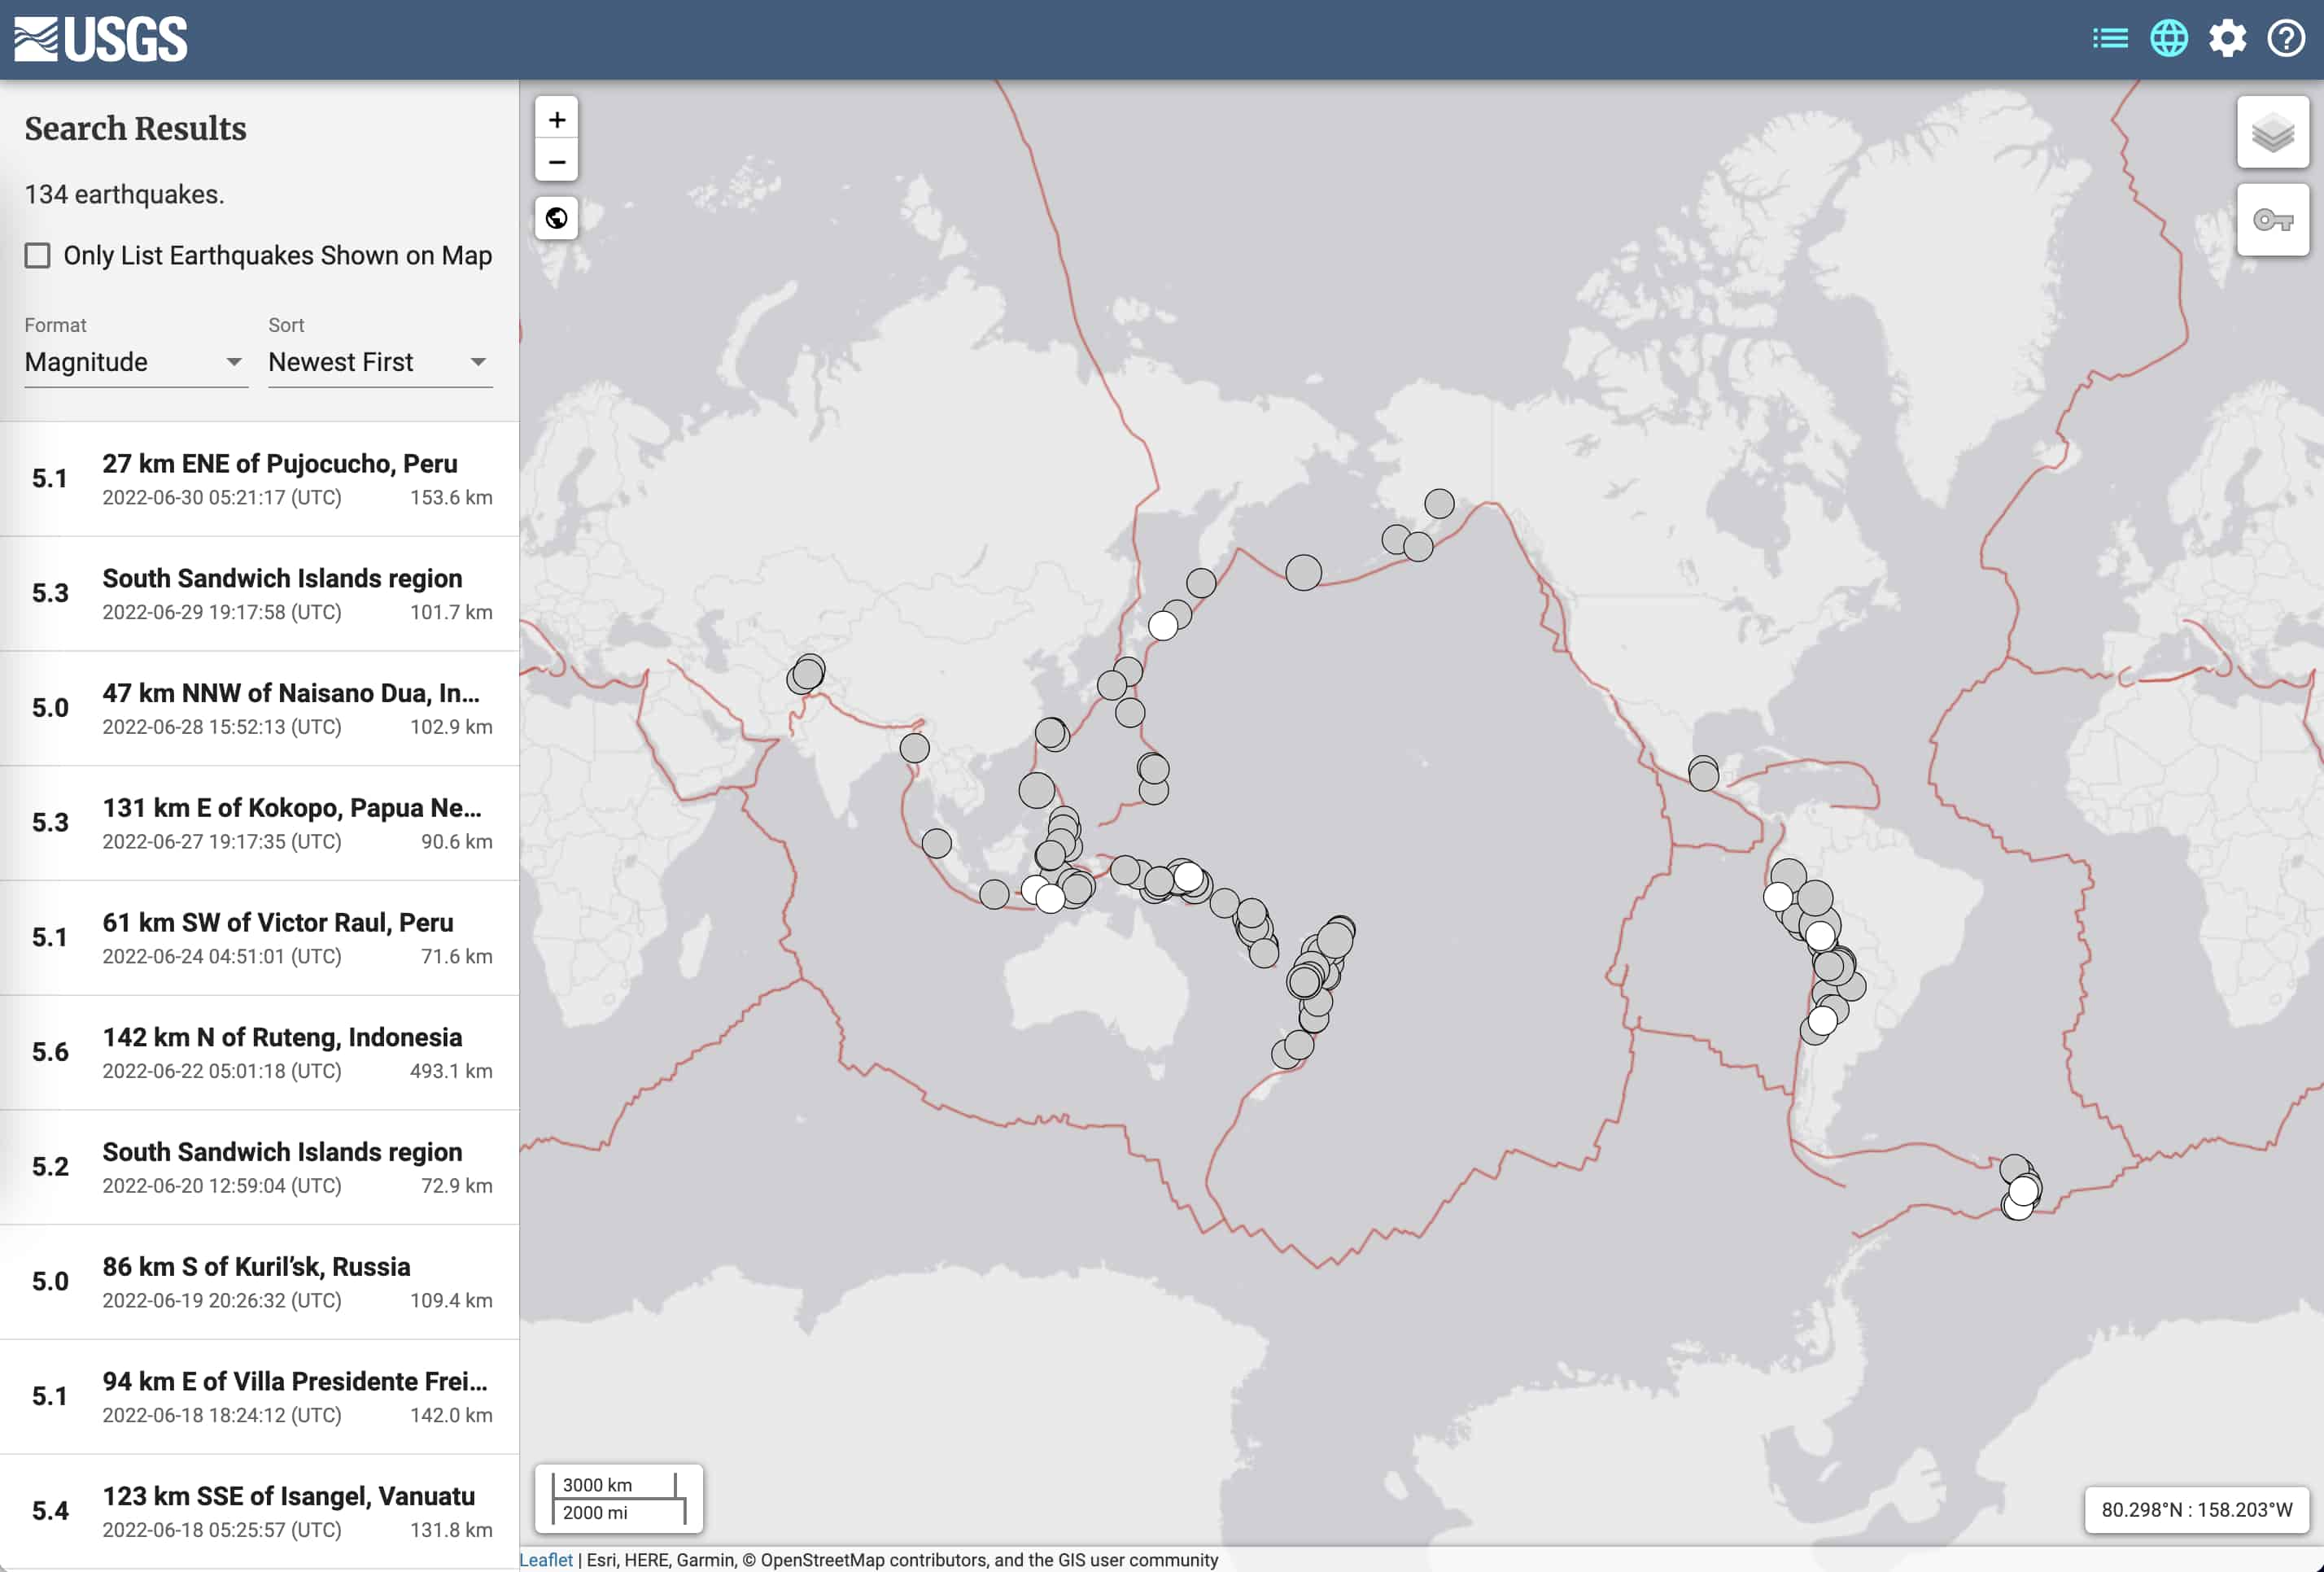 USGS
Search Results
134 earthquakes.
Only List Earthquakes Shown on Map
Format
Sort
Magnitude
Newest First
5.1
27 km ENE of Pujocucho, Peru
2022-06-30 05:21:17 (UTC)
153.6 km
5.3
South Sandwich Islands region
2022-06-29 19:17:58 (UTC)
101.7 km
5.0
47 km NNW of Naisano Dua, In...
2022-06-28 15:52:13 (UTC)
102.9 km
5.3
131 km E of Kokopo, Papua Ne...
2022-06-27 19:17:35 (UTC)
90.6 km
5.1
61 km SW of Victor Raul, Peru
2022-06-24 04:51:01 (UTC)
71.6 km
5.6
142 km N of Ruteng, Indonesia
2022-06-22 05:01:18 (UTC)
493.1 km
5.2
South Sandwich Islands region
2022-06-20 12:59:04 (UTC)
72.9 km
5.0
86 km S of Kuril’sk, Russia
2022-06-19 20:26:32 (UTC)
109.4 km
5.1
94 km E of Villa Presidente Frei...
2022-06-18 18:24:12 (UTC)
142.0 km
5.4
123 km SSE of Isangel, Vanuatu
2022-06-18 05:25:57 (UTC)
131.8 km
+
−
3000 km
2000 mi
80.298°N : 158.203°W
Leaflet | Esri, HERE, Garmin, © OpenStreetMap contributors, and the GIS user community